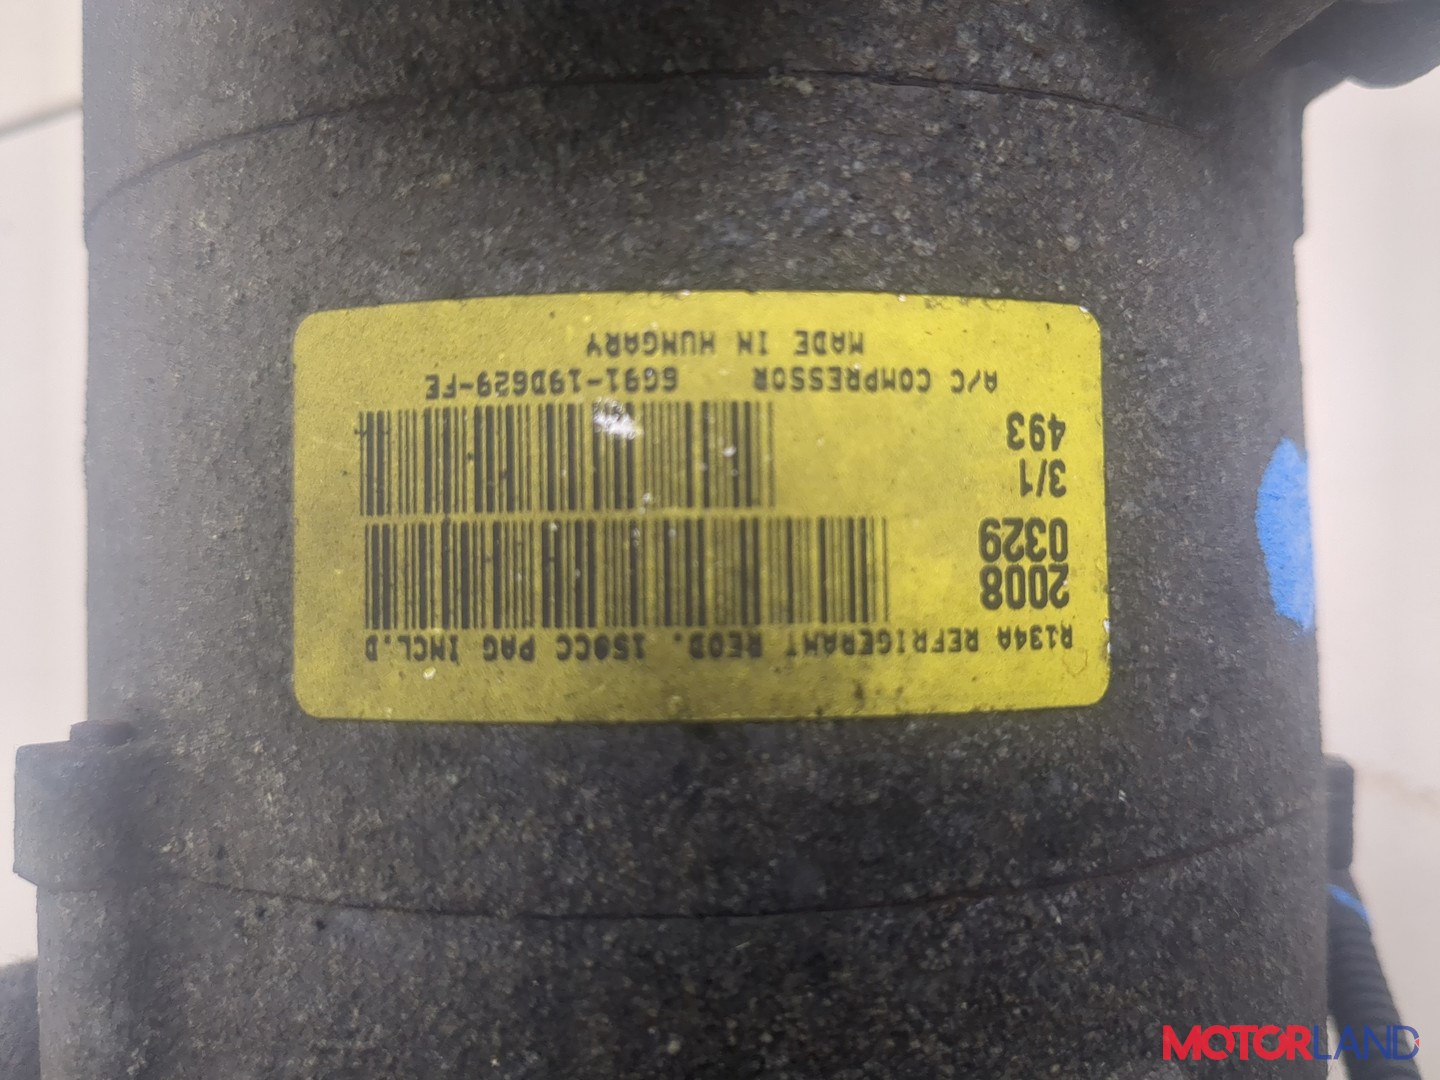 R134A REFRIGERANT REQD. 150CC PAG INCL.D
2008
0329
3/1
493
A/C COMPRESSOR 6G91-19D629-FE
MADE IN HUNGARY
MOTORLAND